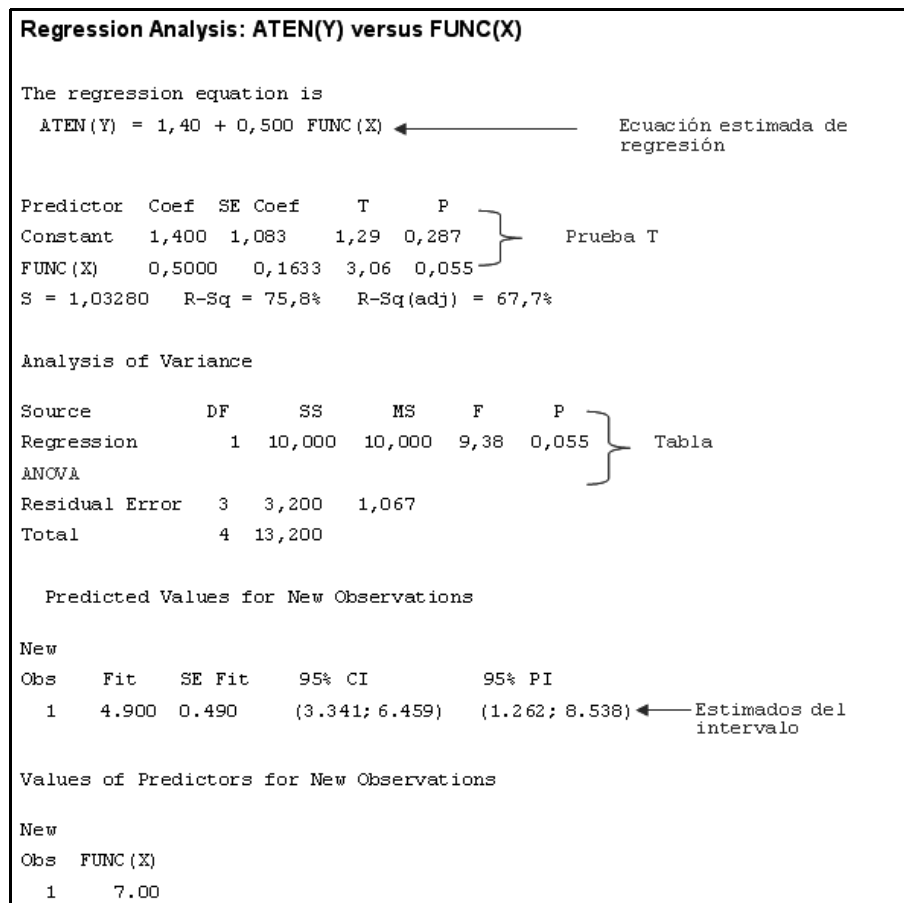 Regression Analysis: ATEN(Y) versus FUNC(X)
The regression equation is
ATEN(Y) = 1,40 + 0,500 FUNC(X) Ecuación estimada de
regresión
Predictor Coef SE Coef T P
Constant 1,400 1,083 1,29 0,287 Prueba T
FUNC(X) 0,5000 0,1633 3,06 0,055
S = 1,03280 R-Sq = 75,8% R-Sq(adj) = 67,7%
Analysis of Variance
Source DF SS MS F P
Regression 1 10,000 10,000 9,38 0,055 Tabla
ANOVA
Residual Error 3 3,200 1,067
Total 4 13,200
Predicted Values for New Observations
New
Obs Fit SE Fit 95% CI 95% PI
1 4.900 0.490 (3.341; 6.459) (1.262; 8.538) Estimados del
intervalo
Values of Predictors for New Observations
New
Obs FUNC(X)
1 7.00